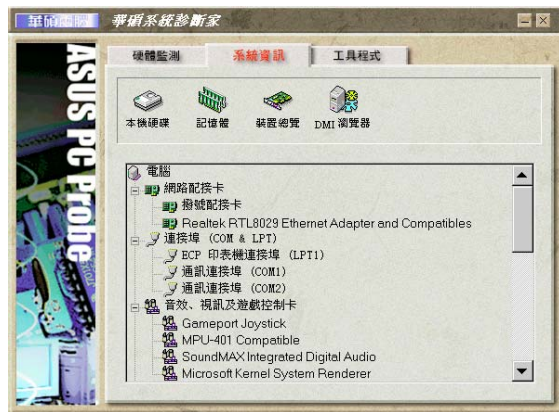 華碩電腦 華碩系統診斷家
ASUS PC Probe
硬體監測 系統資訊 工具程式
本機硬碟 記憶體 裝置總覽 DMI 瀏覽器
電腦
網路配接卡
撥號配接卡
Realtek RTL8029 Ethernet Adapter and Compatibles
連接埠 (COM & LPT)
ECP 印表機連接埠 (LPT1)
通訊連接埠 (COM1)
通訊連接埠 (COM2)
音效、視訊及遊戲控制卡
Gameport Joystick
MPU-401 Compatible
SoundMAX Integrated Digital Audio
Microsoft Kernel System Renderer